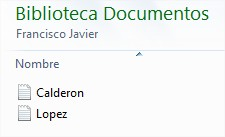 Biblioteca Documentos
Francisco Javier
Nombre
Calderon
Lopez